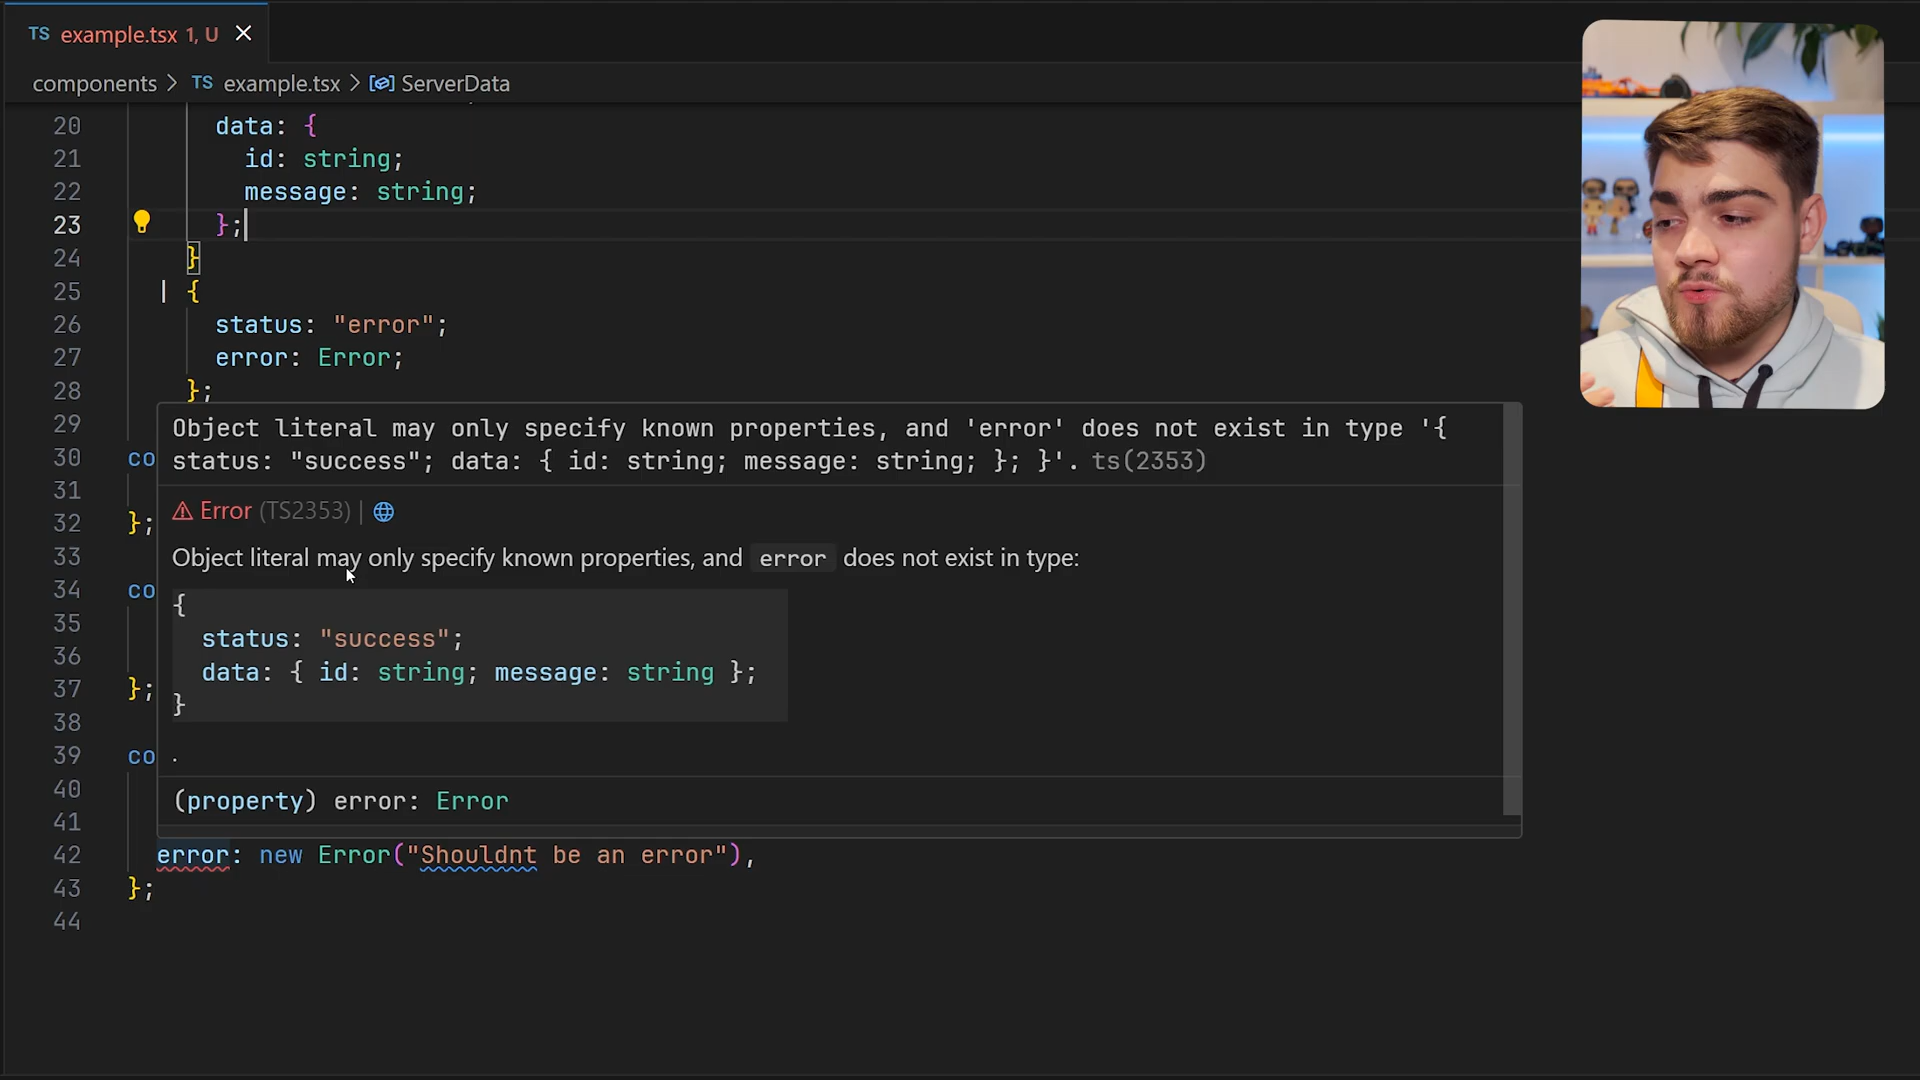 TS example.tsx 1, U
components > TS example.tsx > ServerData
20 data: {
21 id: string;
22 message: string;
23 };
24 }
25 | {
26 status: "error";
27 error: Error;
28 };
29
Object literal may only specify known properties, and 'error' does not exist in type '{
30 co
status: "success"; data: { id: string; message: string; }; }'. ts(2353)
31
32 };
Error (TS2353) |
33
Object literal may only specify known properties, and error does not exist in type:
34 co
{
35
status: "success";
36
data: { id: string; message: string };
37 };
}
38
39 co
.
40
(property) error: Error
41
42 error: new Error("Shouldnt be an error"),
43 };
44